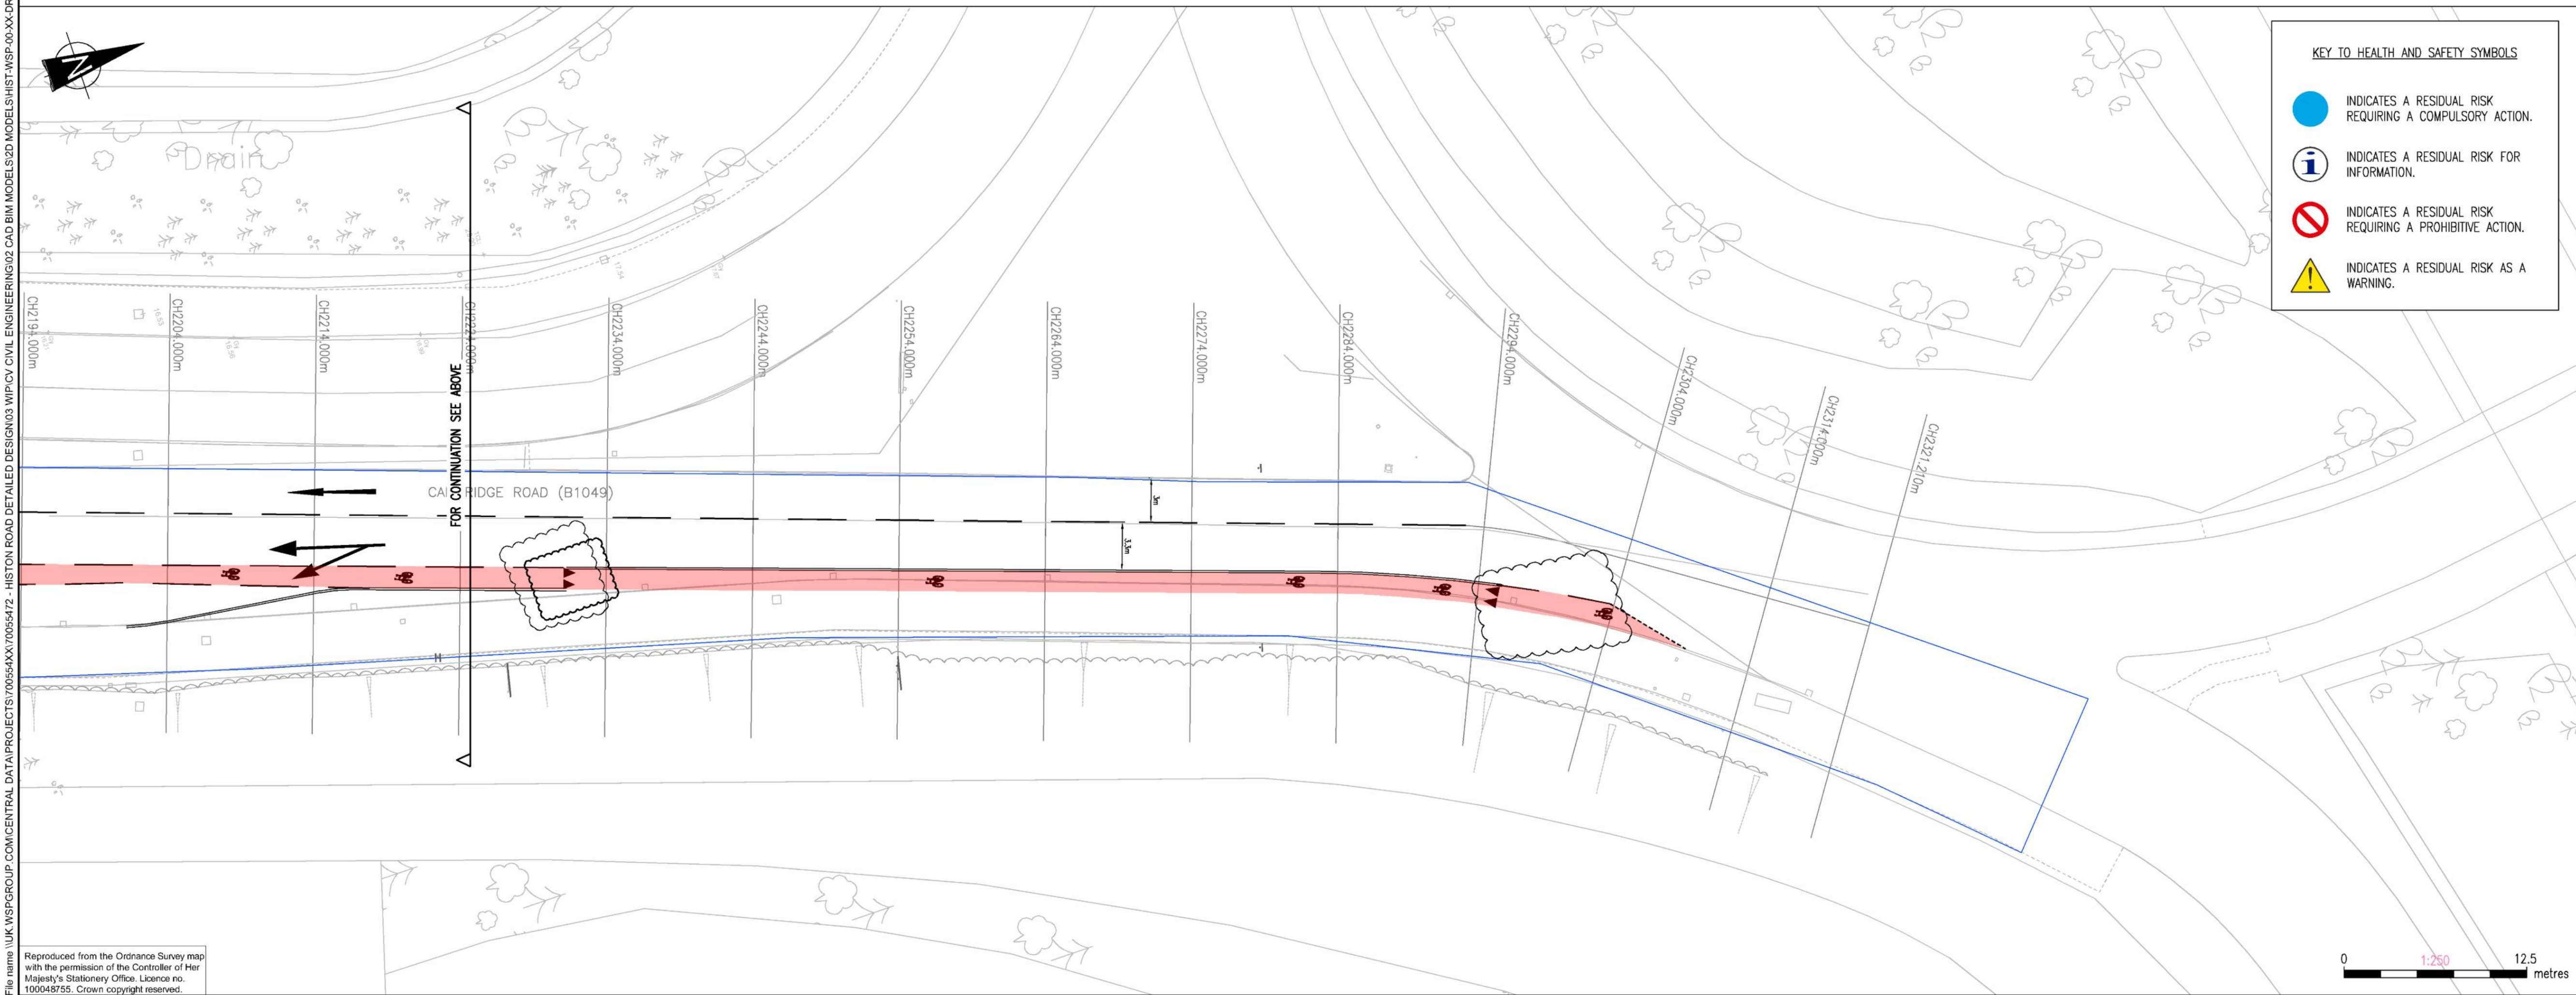 File name \\UK.WSPGROUP.COM\CENTRAL DATA\PROJECTS\700554XX\70055472 - HISTON ROAD DETAILED DESIGN\03 WIP\CV CIVIL ENGINEERING\02 CAD BIM MODELS\2D MODELS\HIST-WSP-00-XX-DR
N
Drain
KEY TO HEALTH AND SAFETY SYMBOLS
INDICATES A RESIDUAL RISK
REQUIRING A COMPULSORY ACTION.
i
INDICATES A RESIDUAL RISK FOR
INFORMATION.
INDICATES A RESIDUAL RISK
REQUIRING A PROHIBITIVE ACTION.
!
INDICATES A RESIDUAL RISK AS A
WARNING.
CH2194.000m
CH2204.000m
CH2214.000m
CH2224.000m
CH2234.000m
CH2244.000m
CH2254.000m
CH2264.000m
CH2274.000m
CH2284.000m
CH2294.000m
CH2304.000m
CH2314.000m
CH2321.210m
17.54
16.53
16.56
FOR CONTINUATION SEE ABOVE
RIDGE ROAD (B1049)
3m
3.3m
H
Reproduced from the Ordnance Survey map
with the permission of the Controller of Her
Majesty's Stationery Office. Licence no.
100048755. Crown copyright reserved.
0 1:250 12.5
metres